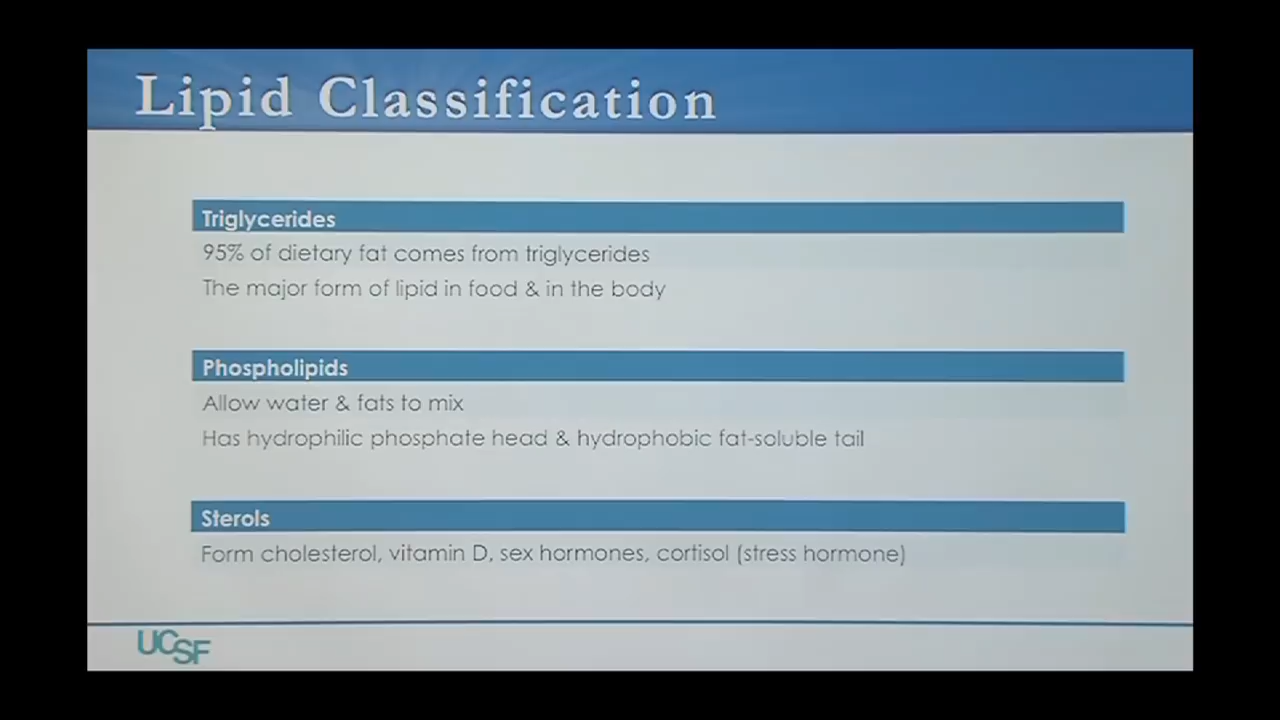 Lipid Classification
Triglycerides
95% of dietary fat comes from triglycerides
The major form of lipid in food & in the body
Phospholipids
Allow water & fats to mix
Has hydrophilic phosphate head & hydrophobic fat-soluble tail
Sterols
Form cholesterol, vitamin D, sex hormones, cortisol (stress hormone)
UCSF